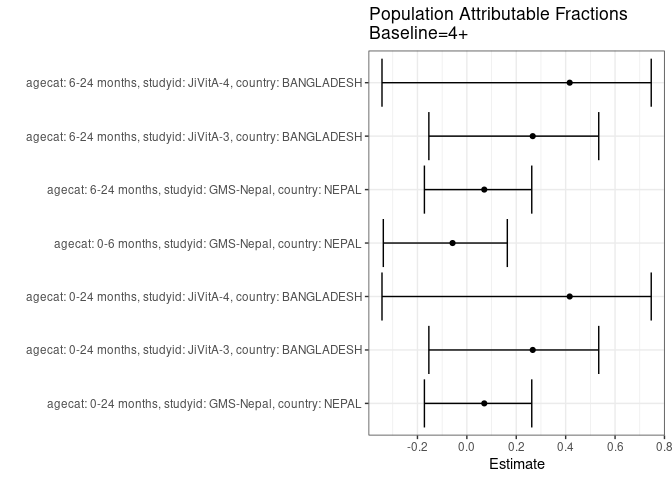 Population Attributable Fractions
Baseline=4+
agecat: 6-24 months, studyid: JiVitA-4, country: BANGLADESH
agecat: 6-24 months, studyid: JiVitA-3, country: BANGLADESH
agecat: 6-24 months, studyid: GMS-Nepal, country: NEPAL
agecat: 0-6 months, studyid: GMS-Nepal, country: NEPAL
agecat: 0-24 months, studyid: JiVitA-4, country: BANGLADESH
agecat: 0-24 months, studyid: JiVitA-3, country: BANGLADESH
agecat: 0-24 months, studyid: GMS-Nepal, country: NEPAL
-0.2 0.0 0.2 0.4 0.6 0.8
Estimate